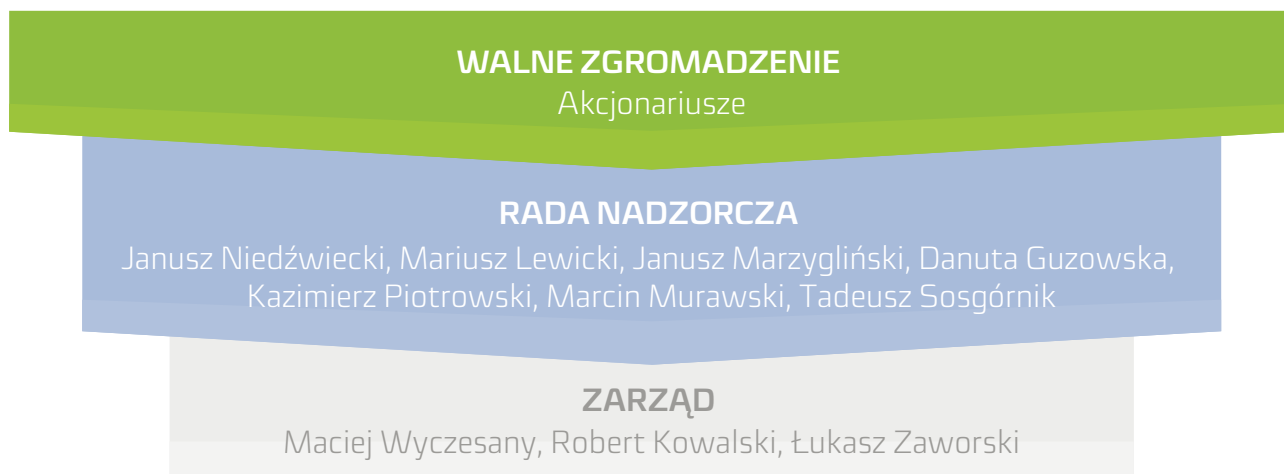 WALNE ZGROMADZENIE
Akcjonariusze
RADA NADZORCZA
Janusz Niedźwiecki, Mariusz Lewicki, Janusz Marzygliński, Danuta Guzowska,
Kazimierz Piotrowski, Marcin Murawski, Tadeusz Sosgórnik
ZARZĄD
Maciej Wyczesany, Robert Kowalski, Łukasz Zaworski